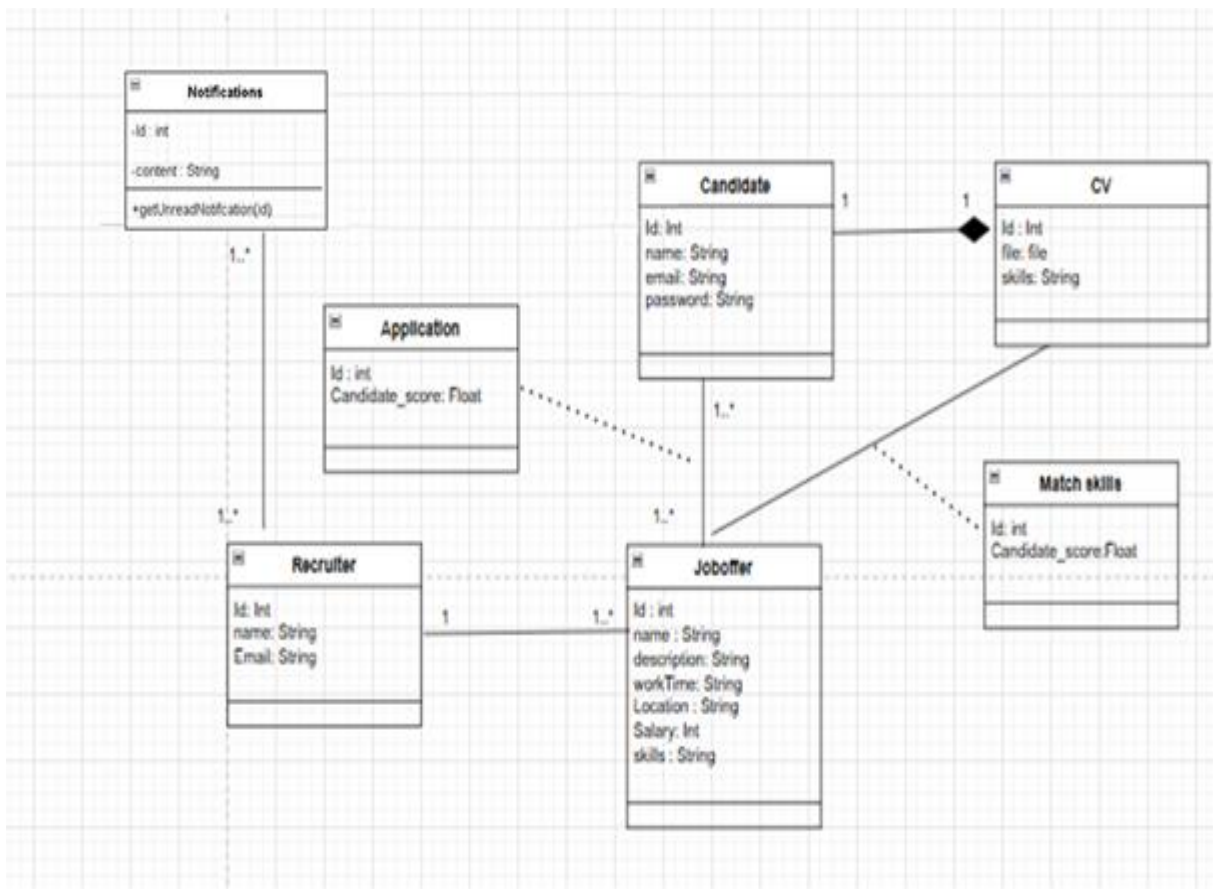 Notifications
-Id : int
-content : String
+getUnreadNotifcation(id)
1..*
Candidate
Id: Int
name: String
email: String
password: String
1
1
CV
Id : Int
file: file
skills: String
Application
Id : int
Candidate_score: Float
1..*
1..*
Match skills
Id: int
Candidate_score:Float
1..*
Recruiter
Id: Int
name: String
Email: String
1
1..*
Joboffer
Id : int
name : String
description: String
workTime: String
Location : String
Salary: Int
skills : String